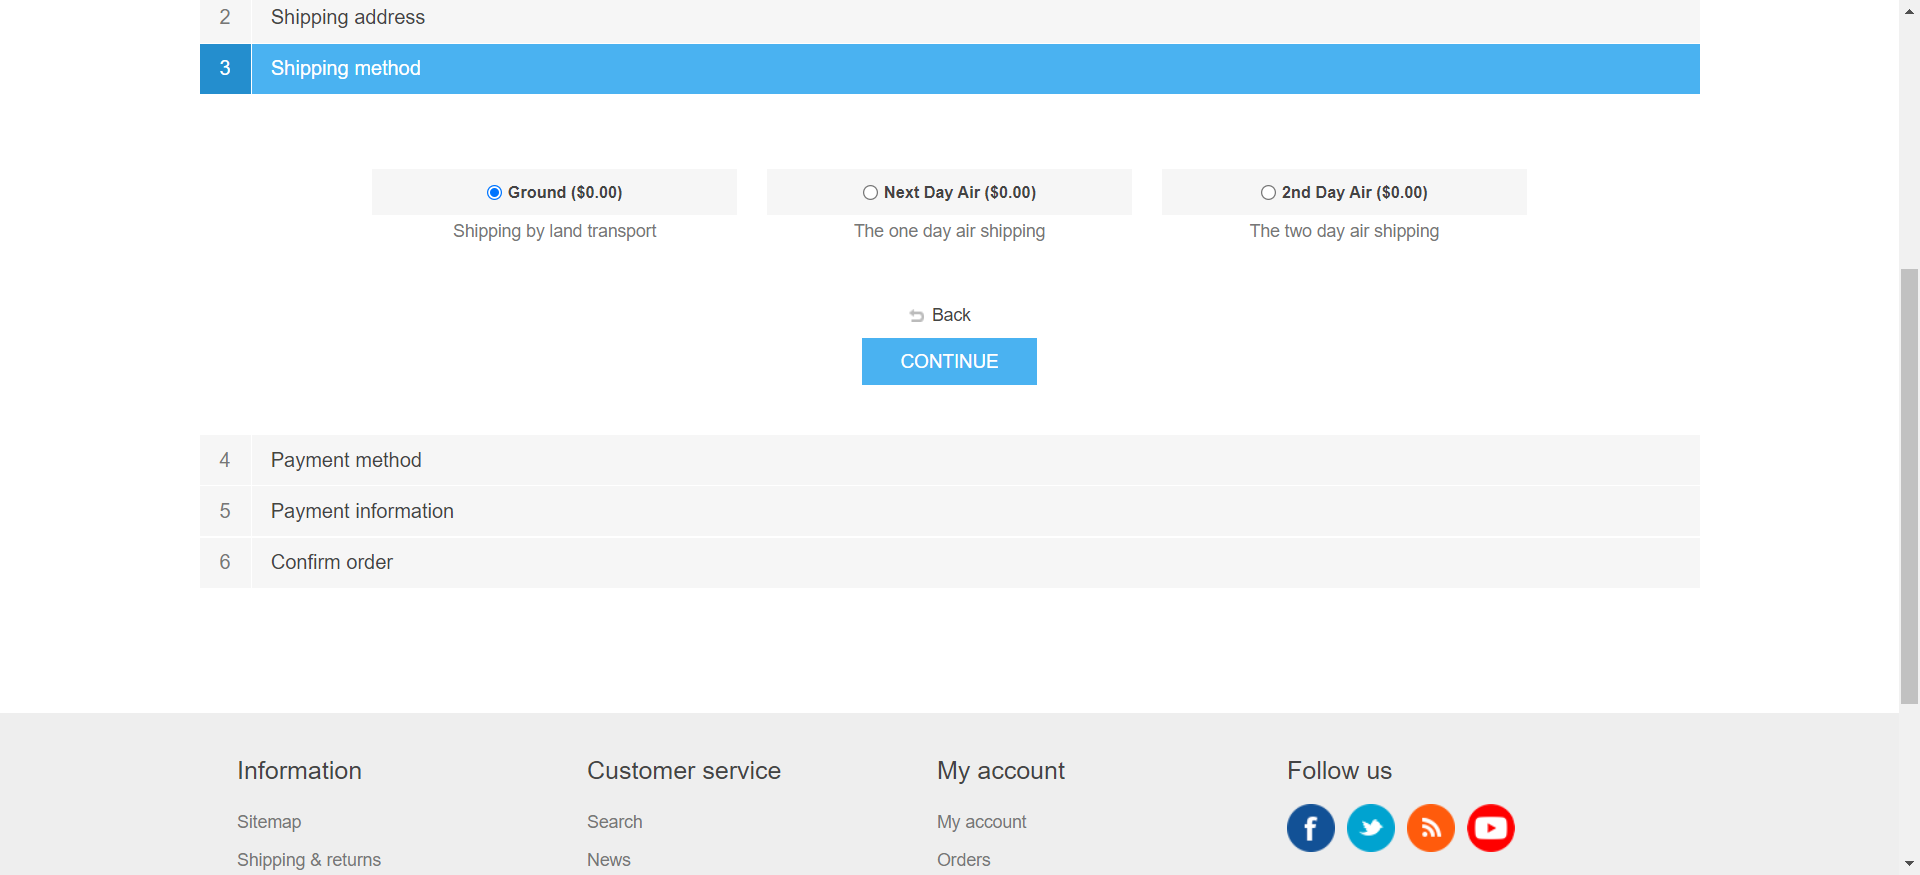 2 Shipping address
3 Shipping method
Ground ($0.00) Next Day Air ($0.00) 2nd Day Air ($0.00)
Shipping by land transport The one day air shipping The two day air shipping
Back
CONTINUE
4 Payment method
5 Payment information
6 Confirm order
Information Customer service My account Follow us
Sitemap Search My account
Shipping & returns News Orders